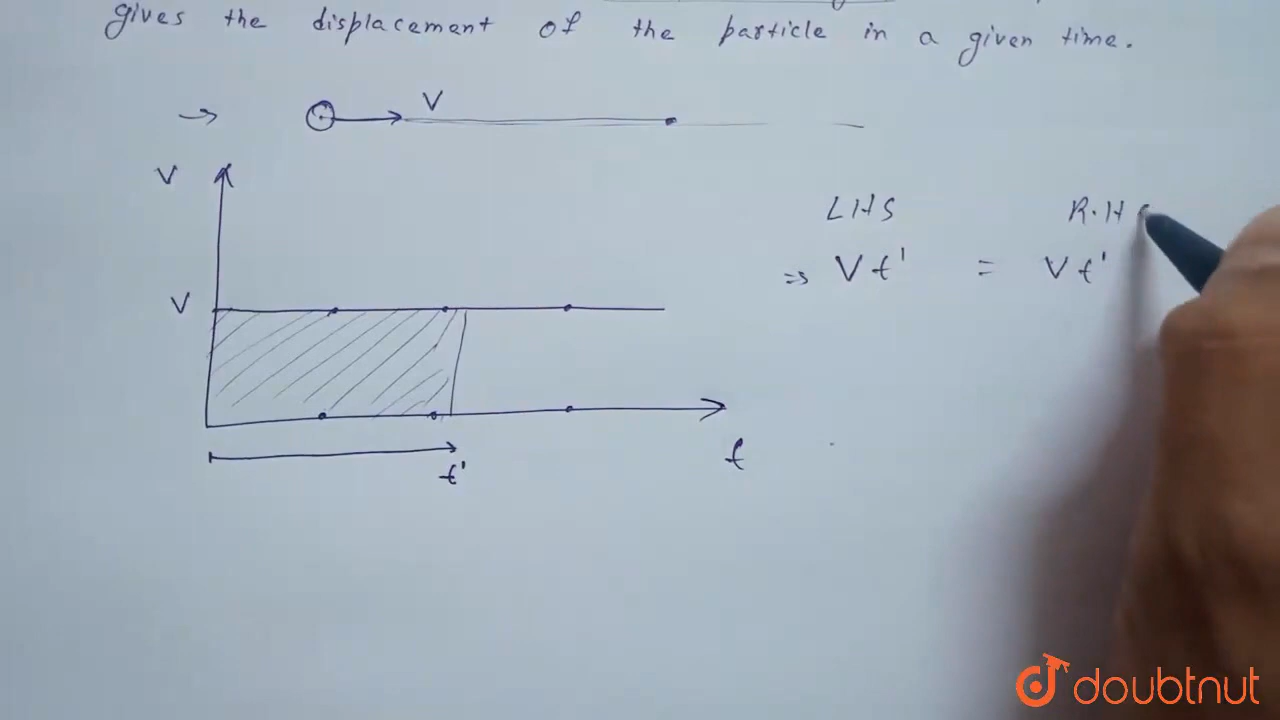 gives the displacement of the particle in a given time.
V
V
LHS R.H
⇒ Vt' = Vt'
V
t
t'
doubtnut